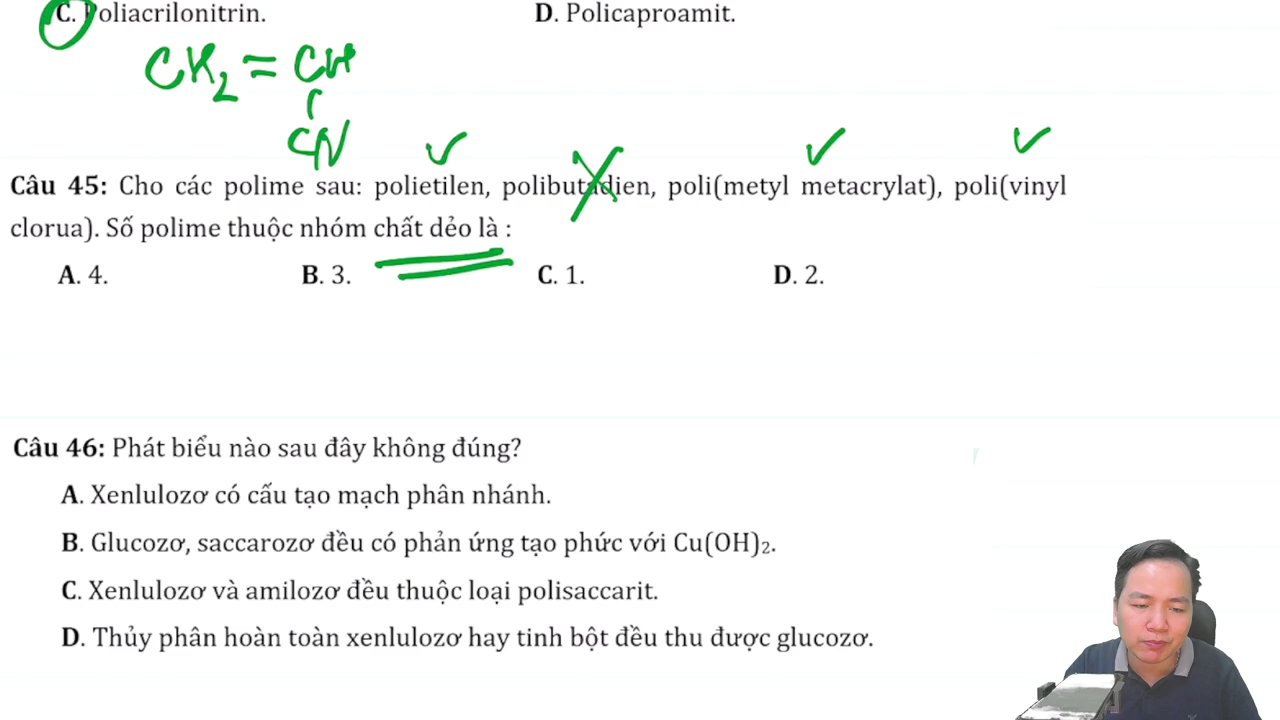 C. Poliacrilonitrin. D. Policaproamit.
CH₂ = CH
CN
Câu 45: Cho các polime sau: polietilen, polibutađien, poli(metyl metacrylat), poli(vinyl
clorua). Số polime thuộc nhóm chất dẻo là :
A. 4. B. 3. C. 1. D. 2.
Câu 46: Phát biểu nào sau đây không đúng?
A. Xenlulozơ có cấu tạo mạch phân nhánh.
B. Glucozơ, saccarozơ đều có phản ứng tạo phức với Cu(OH)₂.
C. Xenlulozơ và amilozơ đều thuộc loại polisaccarit.
D. Thủy phân hoàn toàn xenlulozơ hay tinh bột đều thu được glucozơ.